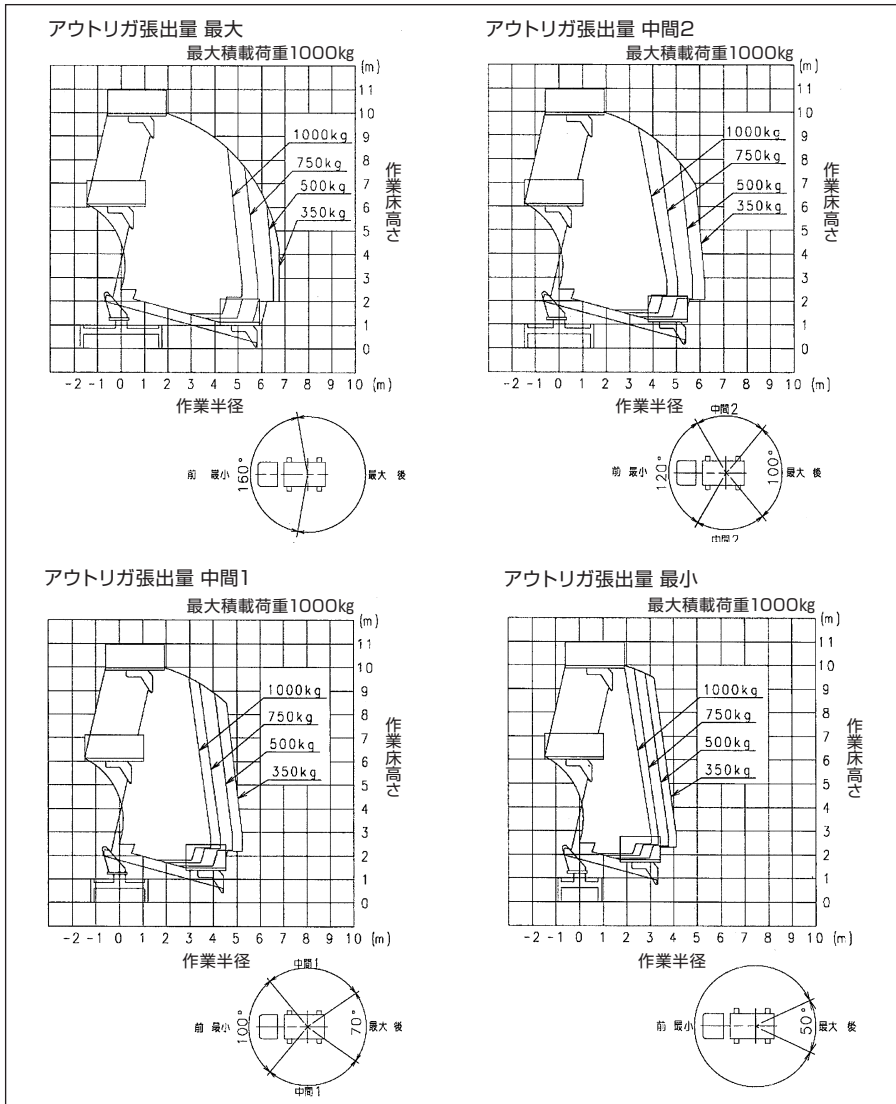 アウトリガ張出量 最大
最大積載荷重1000kg
(m)
11
10
9
8
7
6
5
4
3
2
1
0
1000kg
750kg
500kg
350kg
作業床高さ
-2 -1 0 1 2 3 4 5 6 7 8 9 10 (m)
作業半径
前 最小 160° 最大 後
アウトリガ張出量 中間2
最大積載荷重1000kg
(m)
11
10
9
8
7
6
5
4
3
2
1
0
1000kg
750kg
500kg
350kg
作業床高さ
-2 -1 0 1 2 3 4 5 6 7 8 9 10 (m)
作業半径
中間2
前 最小 120° 100° 最大 後
中間2
アウトリガ張出量 中間1
最大積載荷重1000kg
(m)
11
10
9
8
7
6
5
4
3
2
1
0
1000kg
750kg
500kg
350kg
作業床高さ
-2 -1 0 1 2 3 4 5 6 7 8 9 10 (m)
作業半径
中間1
前 最小 100° 70° 最大 後
中間1
アウトリガ張出量 最小
最大積載荷重1000kg
(m)
11
10
9
8
7
6
5
4
3
2
1
0
1000kg
750kg
500kg
350kg
作業床高さ
-2 -1 0 1 2 3 4 5 6 7 8 9 10 (m)
作業半径
前 最小 50° 最大 後